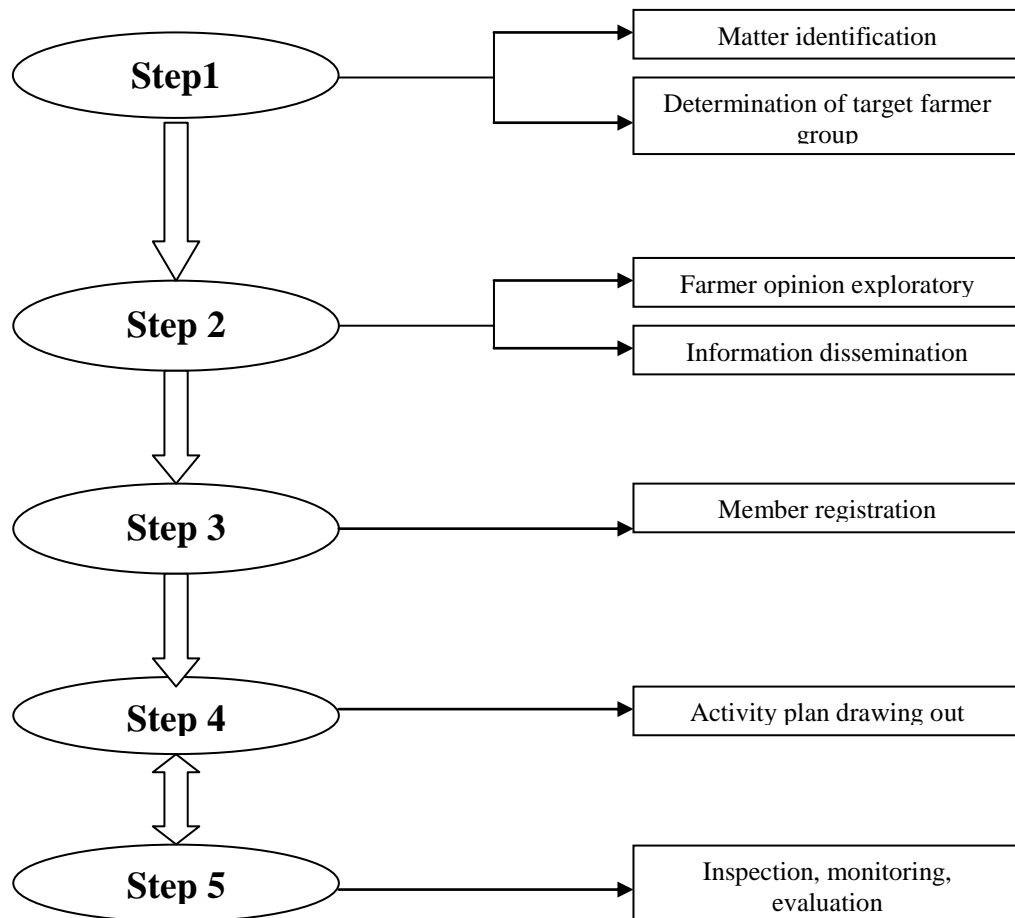 Step1
Matter identification
Determination of target farmer
group
Step 2
Farmer opinion exploratory
Information dissemination
Step 3
Member registration
Step 4
Activity plan drawing out
Step 5
Inspection, monitoring,
evaluation